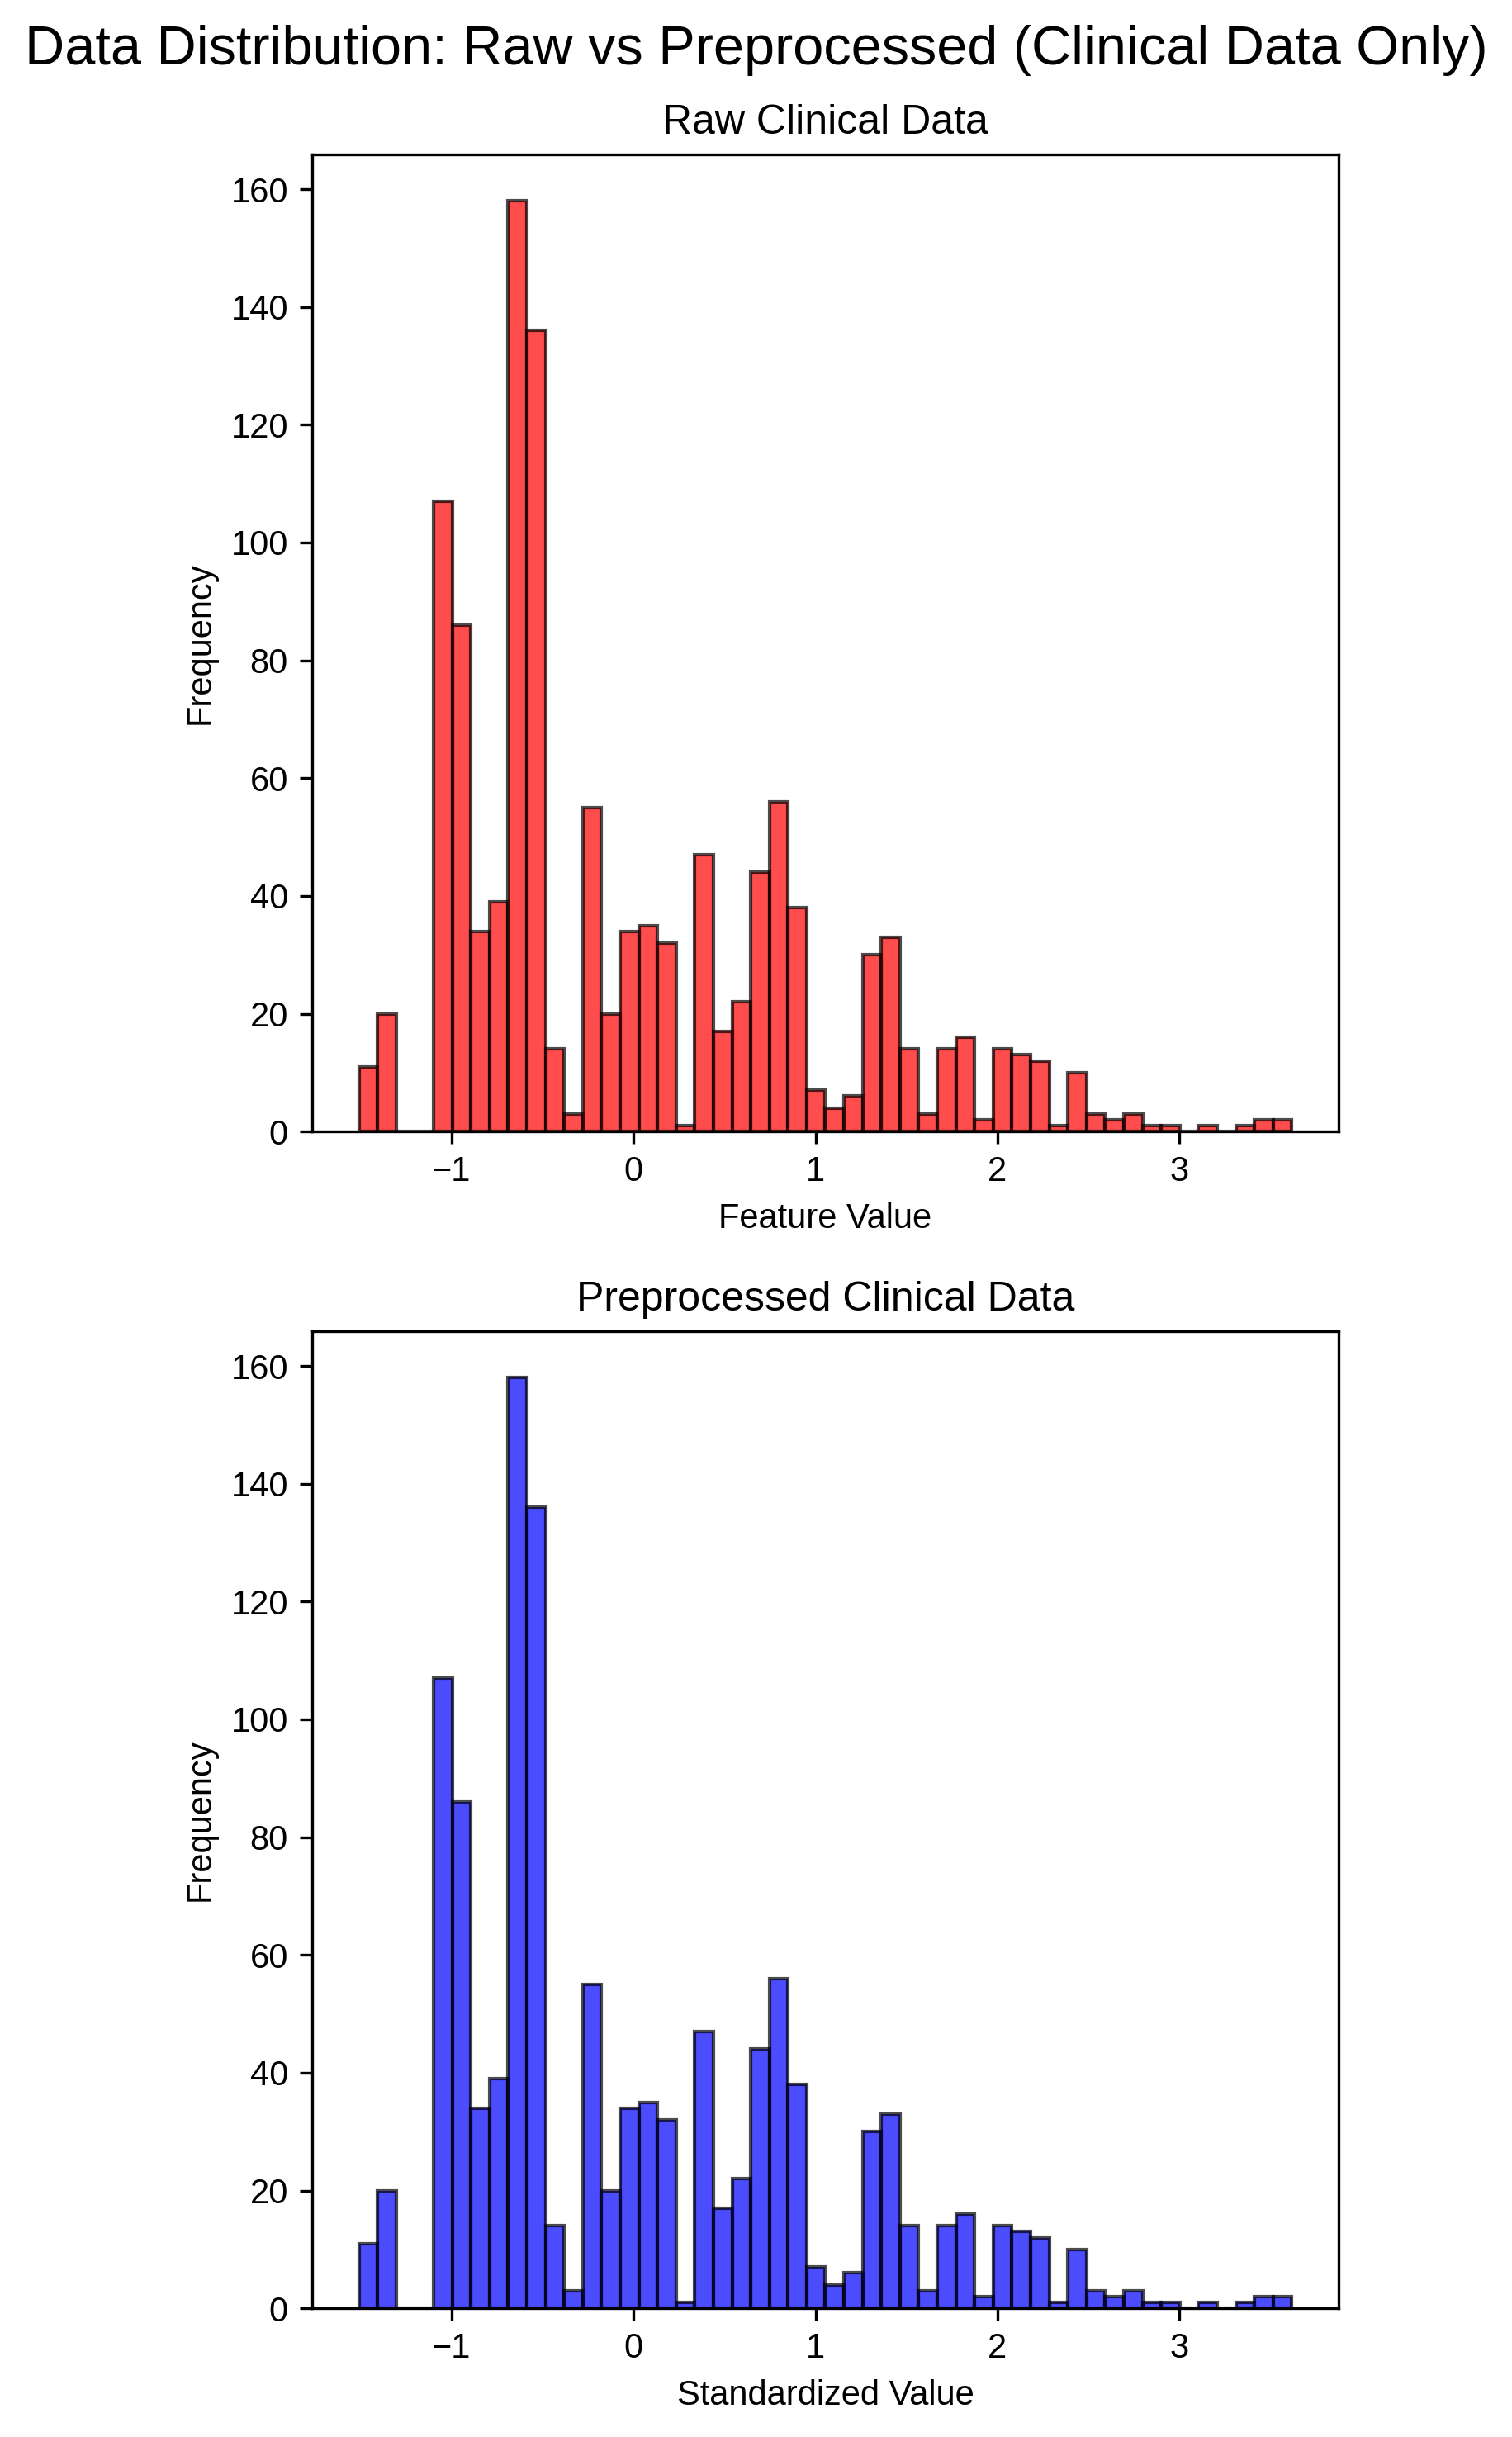 Data Distribution: Raw vs Preprocessed (Clinical Data Only)
Raw Clinical Data
160
140
120
100
80
60
40
20
0
Frequency
−1 0 1 2 3
Feature Value
Preprocessed Clinical Data
160
140
120
100
80
60
40
20
0
Frequency
−1 0 1 2 3
Standardized Value